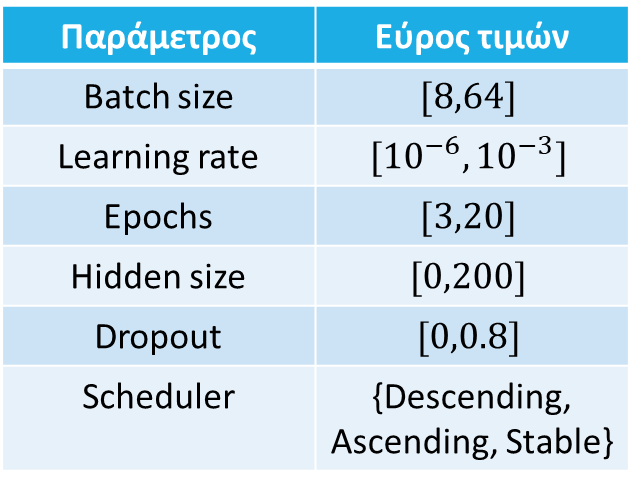 Παράμετρος Εύρος τιμών
Batch size [8,64]
Learning rate [10⁻⁶, 10⁻³]
Epochs [3,20]
Hidden size [0,200]
Dropout [0,0.8]
Scheduler {Descending,
Ascending, Stable}